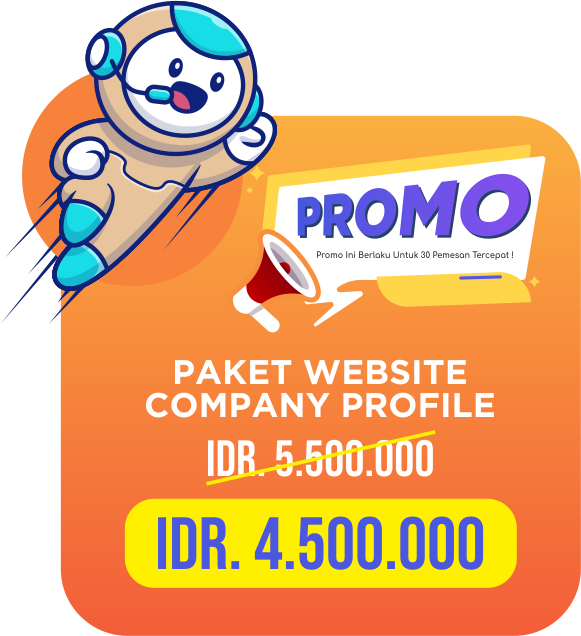 PROMO
Promo Ini Berlaku Untuk 30 Pemesan Tercepat !
PAKET WEBSITE
COMPANY PROFILE
IDR. 5.500.000
IDR. 4.500.000